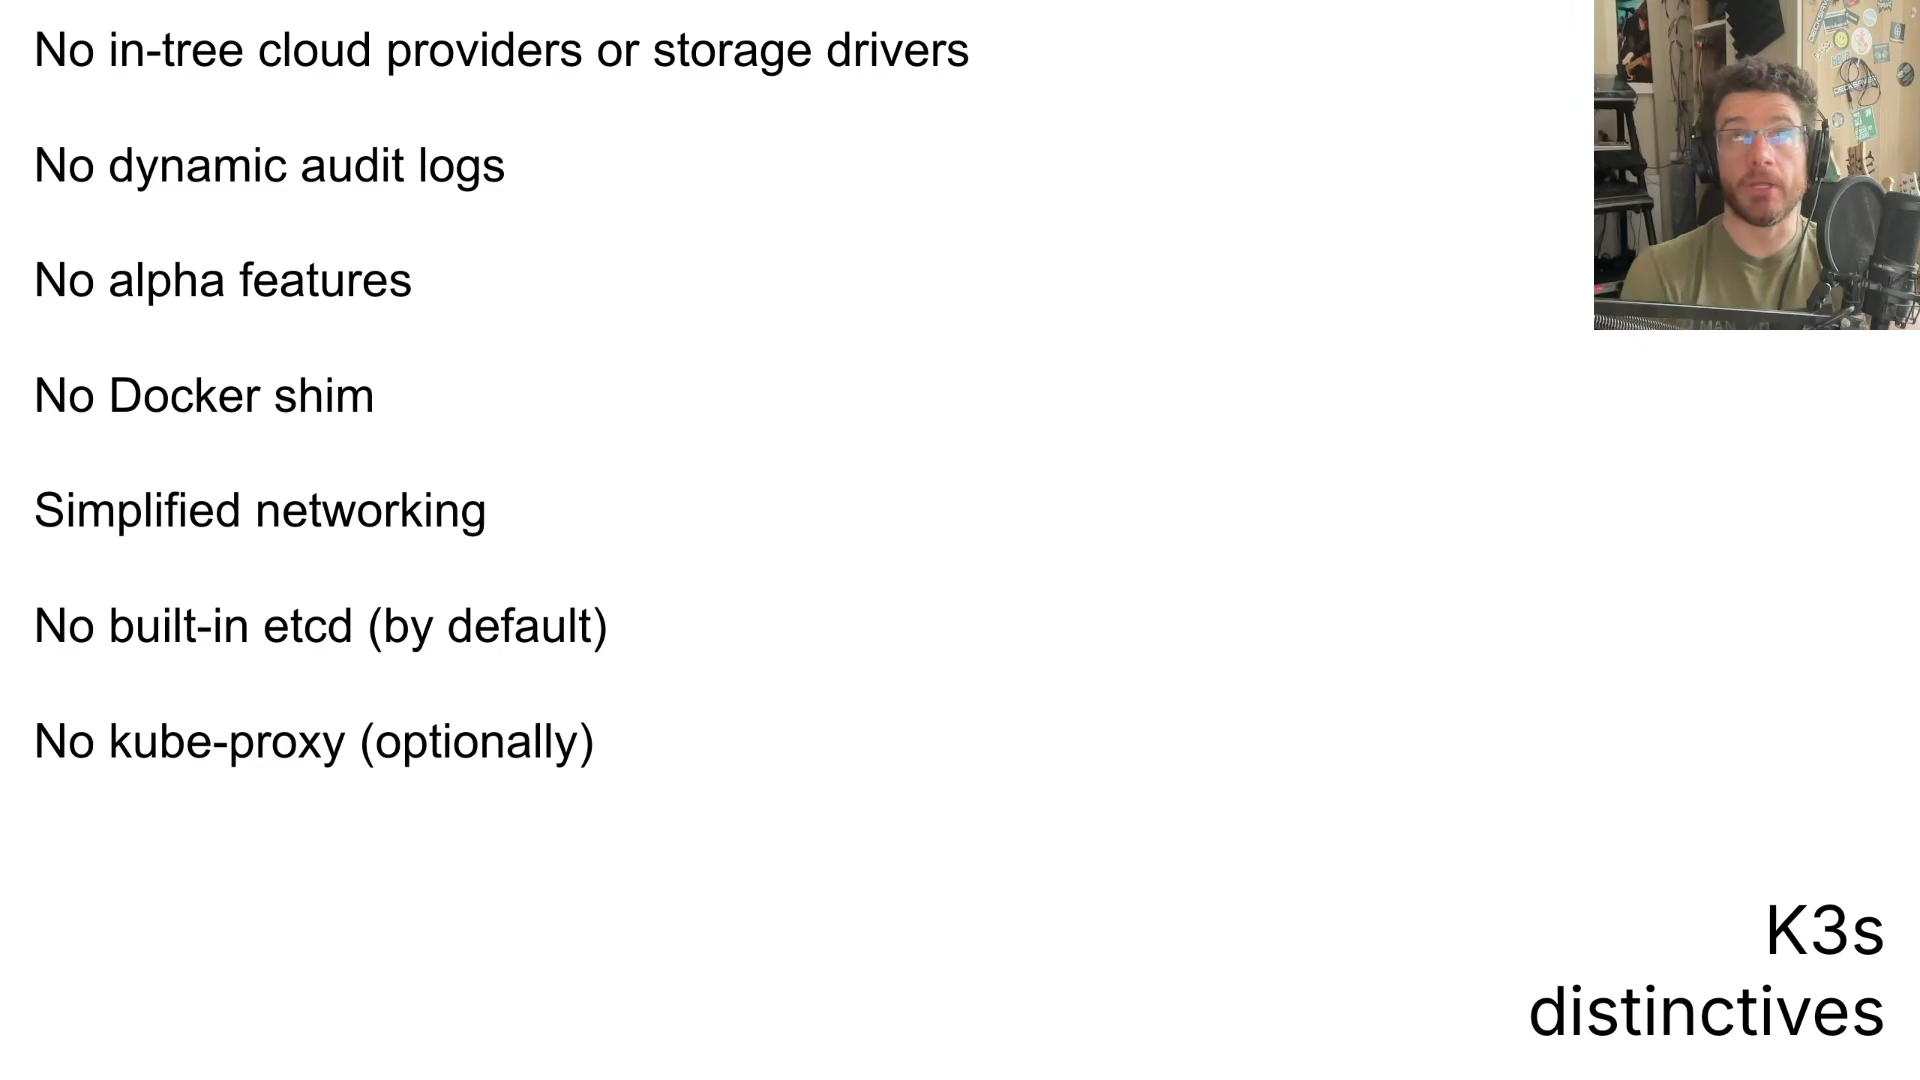 No in-tree cloud providers or storage drivers
No dynamic audit logs
No alpha features
No Docker shim
Simplified networking
No built-in etcd (by default)
No kube-proxy (optionally)
K3s
distinctives